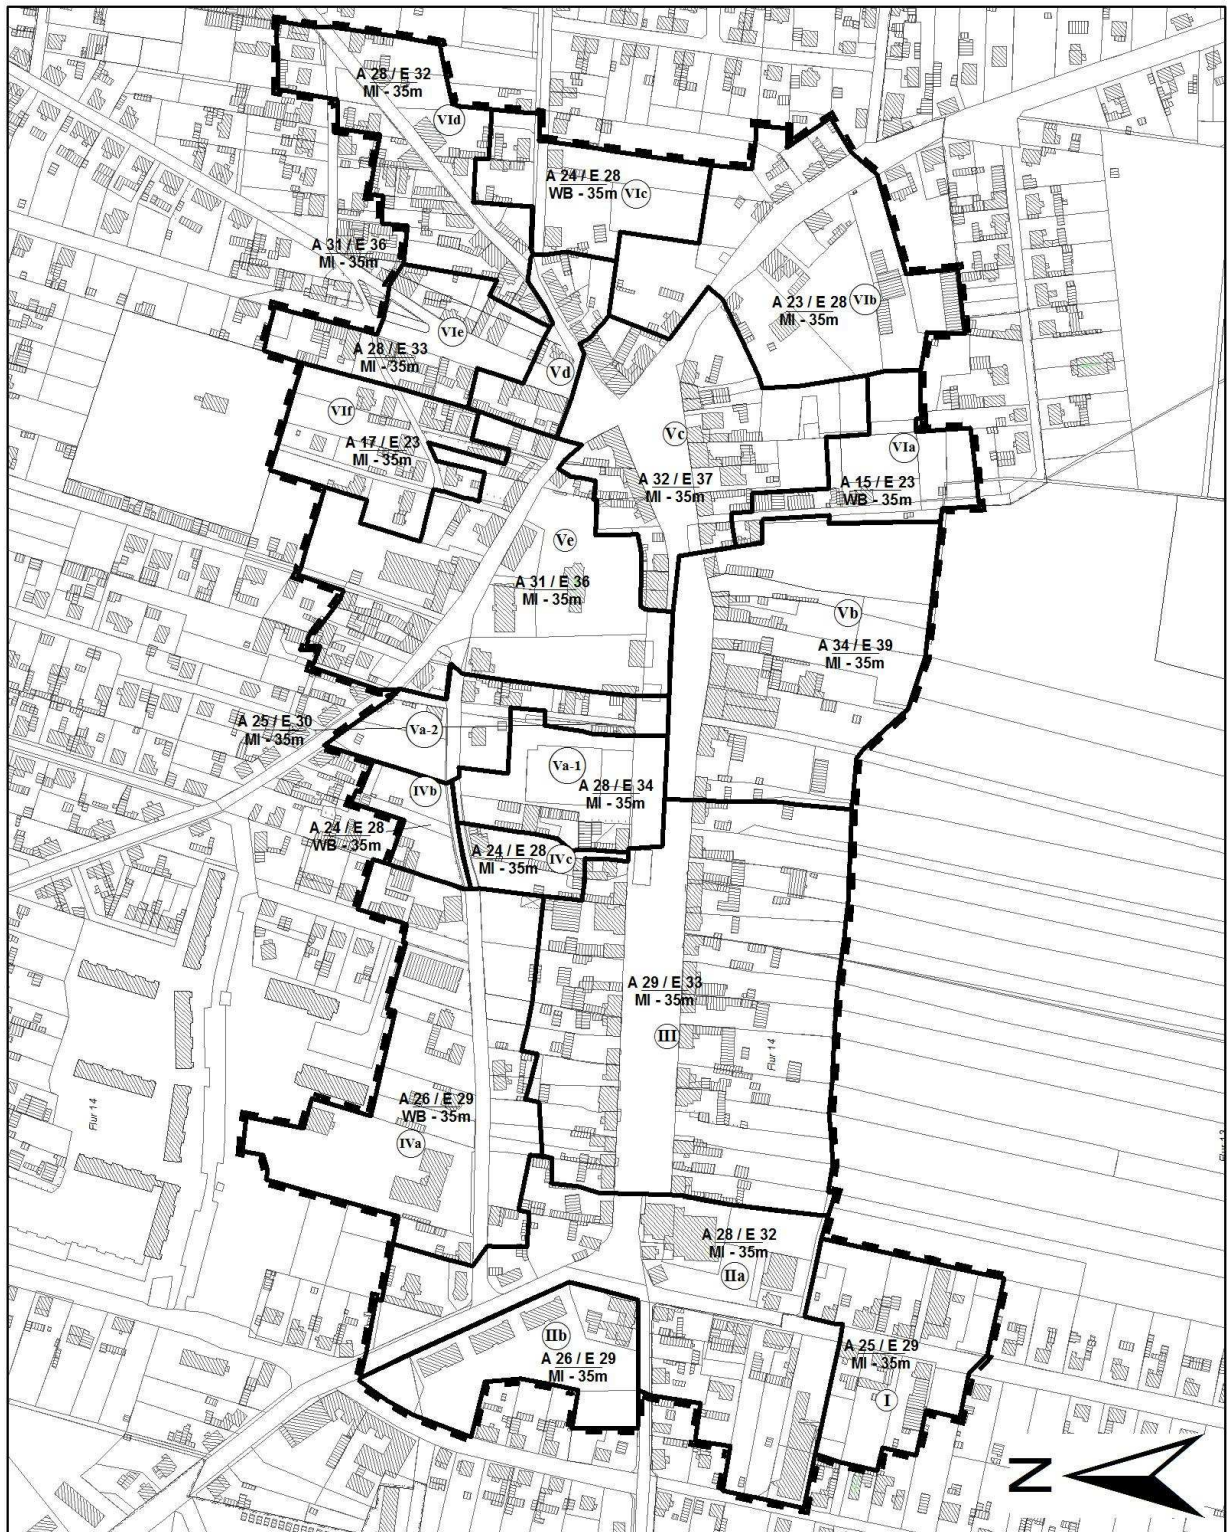 A 28 / E 32
MI - 35m
VId
A 24 / E 28
WB - 35m
VIc
A 31 / E 36
MI - 35m
VIe
A 28 / E 33
MI - 35m
Vd
A 23 / E 28
MI - 35m
VIb
VIf
A 17 / E 23
MI - 35m
Vc
A 32 / E 37
MI - 35m
VIa
A 15 / E 23
WB - 35m
Ve
A 31 / E 36
MI - 35m
Vb
A 34 / E 39
MI - 35m
A 25 / E 30
MI - 35m
Va-2
Va-1
A 28 / E 34
MI - 35m
IVb
A 24 / E 28
WB - 35m
A 24 / E 28
MI - 35m
IVc
A 29 / E 33
MI - 35m
III
Flur 14
Flur 14
A 26 / E 29
WB - 35m
IVa
A 28 / E 32
MI - 35m
IIa
IIb
A 26 / E 29
MI - 35m
A 25 / E 29
MI - 35m
I
N